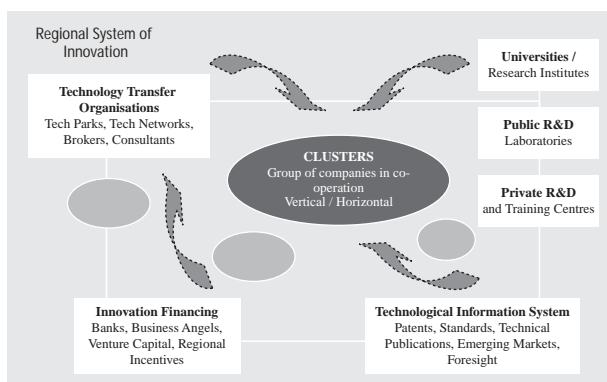 Regional System of
Innovation
Technology Transfer
Organisations
Tech Parks, Tech Networks,
Brokers, Consultants
Universities /
Research Institutes
Public R&D
Laboratories
Private R&D
and Training Centres
CLUSTERS
Group of companies in co-
operation
Vertical / Horizontal
Innovation Financing
Banks, Business Angels,
Venture Capital, Regional
Incentives
Technological Information System
Patents, Standards, Technical
Publications, Emerging Markets,
Foresight